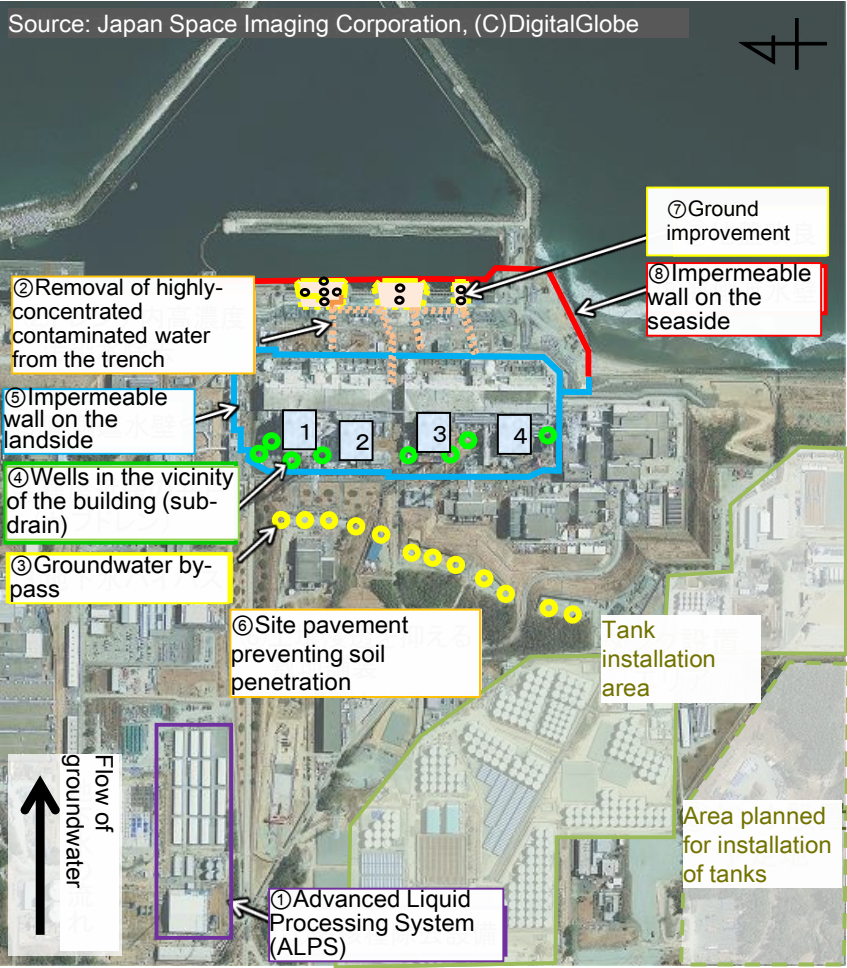 Source: Japan Space Imaging Corporation, (C)DigitalGlobe
⑦Ground
improvement
⑧Impermeable
wall on the
seaside
②Removal of highly-
concentrated
contaminated water
from the trench
⑤Impermeable
wall on the
landside
1
2
3
4
④Wells in the vicinity
of the building (sub-
drain)
③Groundwater by-
pass
⑥Site pavement
preventing soil
penetration
Tank
installation
area
Flow of
groundwater
Area planned
for installation
of tanks
①Advanced Liquid
Processing System
(ALPS)